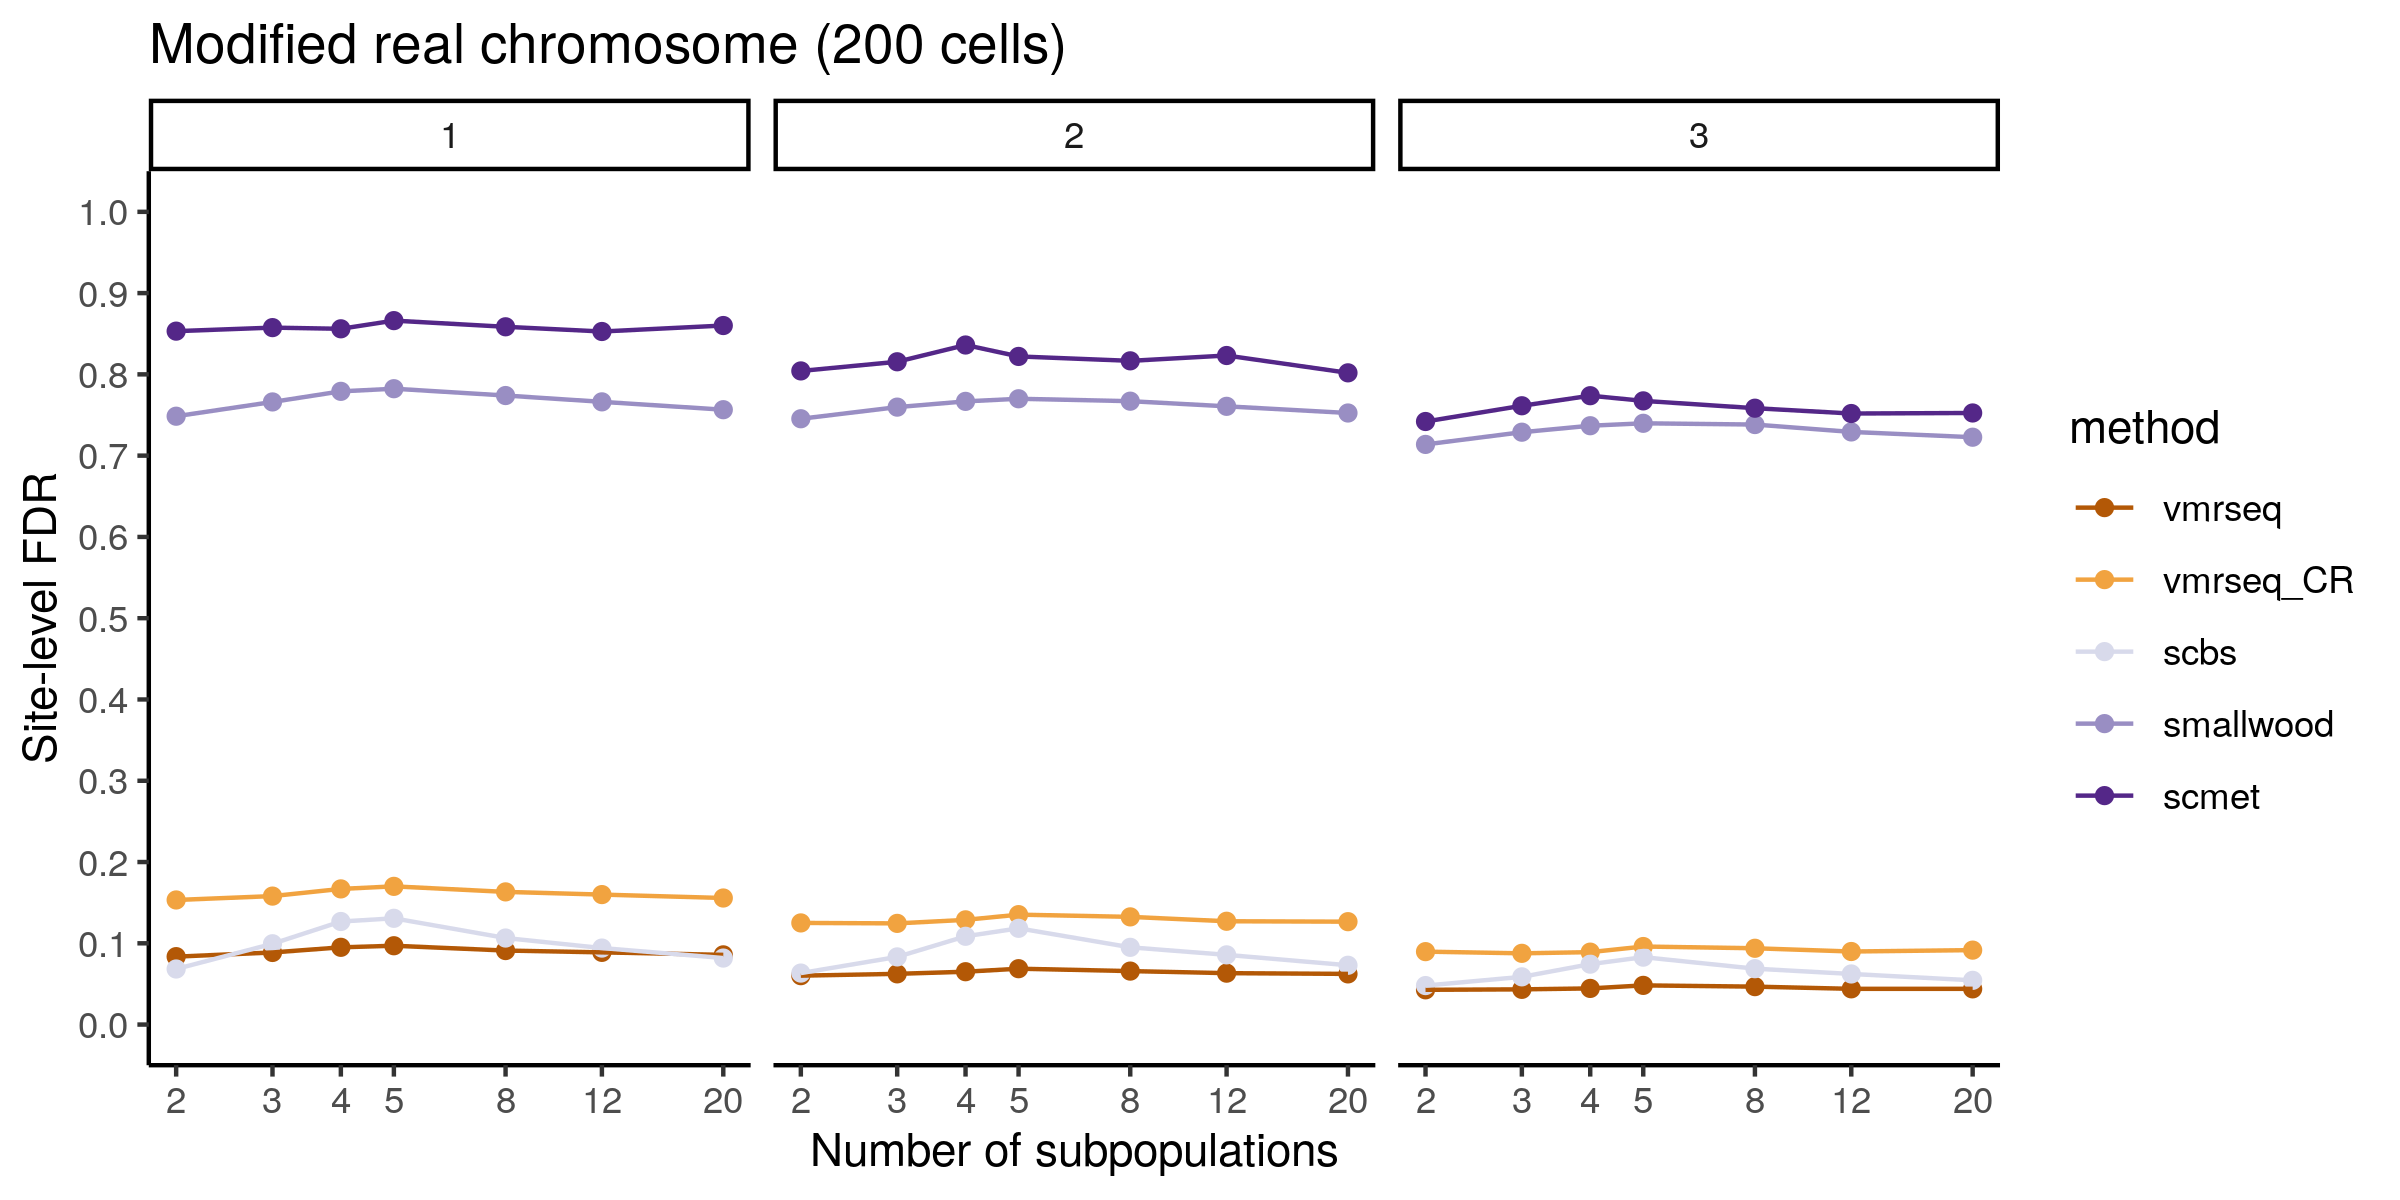 Modified real chromosome (200 cells)
1 2 3
1.0
0.9
0.8
0.7
0.6
0.5
0.4
0.3
0.2
0.1
0.0
Site-level FDR
2 3 4 5 8 12 20 2 3 4 5 8 12 20 2 3 4 5 8 12 20
Number of subpopulations
method
vmrseq
vmrseq_CR
scbs
smallwood
scmet